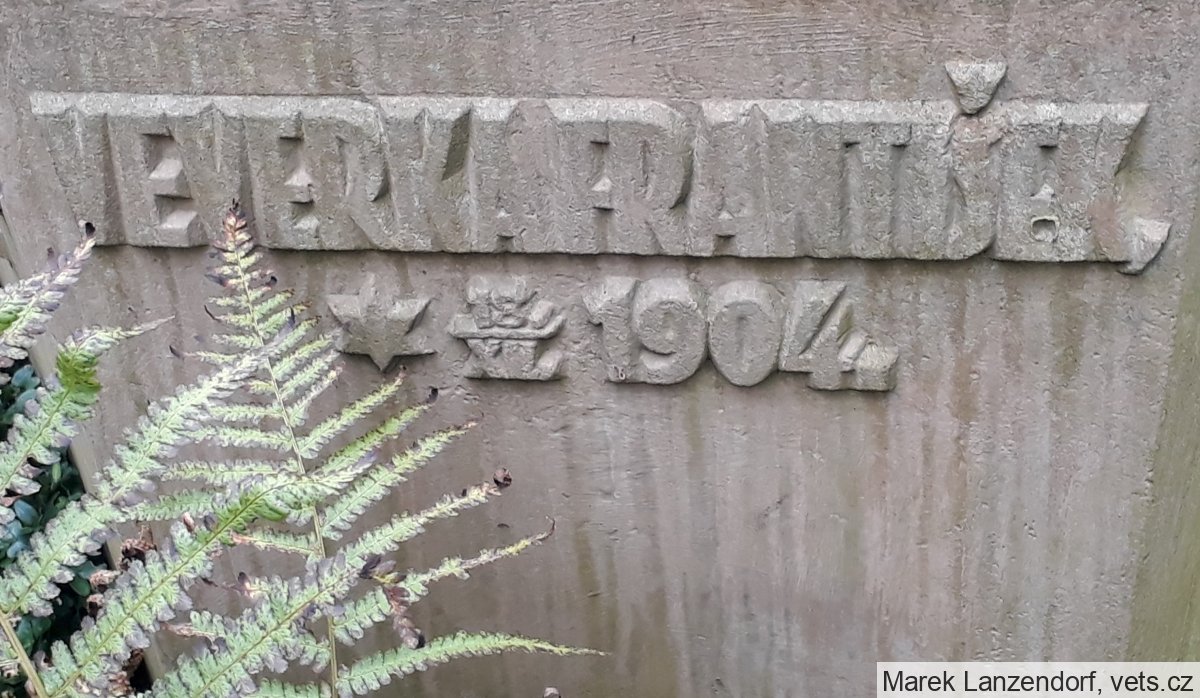 VEVERKA FRANTIŠEK,
* 1904.
Marek Lanzendorf, vets.cz